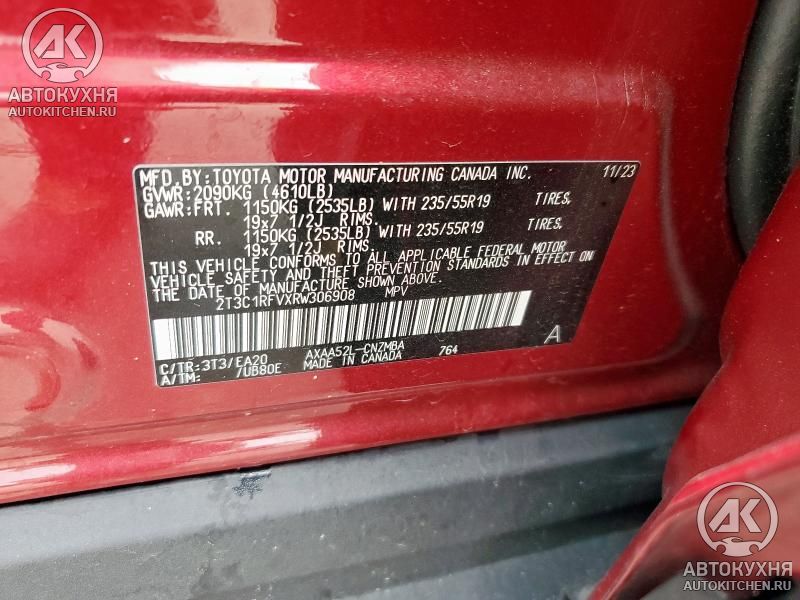 АК
АВТОКУХНЯ
AUTOKITCHEN.RU
MFD.BY:TOYOTA MOTOR MANUFACTURING CANADA INC. 11/23
GVWR:2090KG (4610LB)
GAWR:FRT. 1150KG (2535LB) WITH 235/55R19 TIRES,
19x7 1/2J RIMS.
RR. 1150KG (2535LB) WITH 235/55R19 TIRES,
19x7 1/2J RIMS.
THIS VEHICLE CONFORMS TO ALL APPLICABLE FEDERAL MOTOR
VEHICLE SAFETY AND THEFT PREVENTION STANDARDS IN EFFECT
ON THE DATE OF MANUFACTURE SHOWN ABOVE.
2T3C1RFVXRW306908 MPV
C/TR:3T3/EA20 AXAA52L-CNZMBA 764 A
A/TM: /UB80E MADE IN CANADA
АК
АВТОКУХНЯ
AUTOKITCHEN.RU